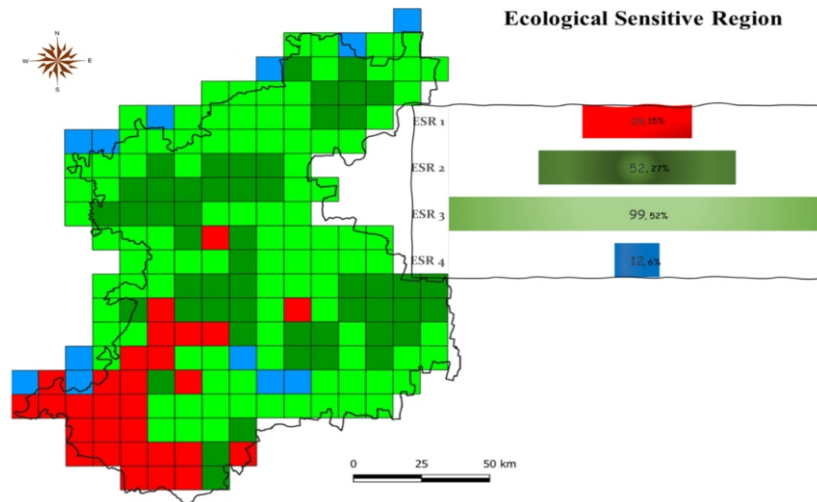 Ecological Sensitive Region
N
W E
S
ESR 1
15%
ESR 2
52, 27%
ESR 3
99, 52%
ESR 4
12, 6%
0 25 50 km